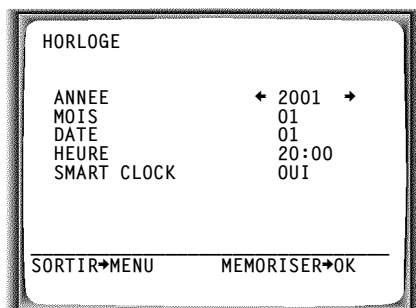 HORLOGE
ANNEE ← 2001 →
MOIS 01
DATE 01
HEURE 20:00
SMART CLOCK OUI
SORTIR→MENU MEMORISER→OK